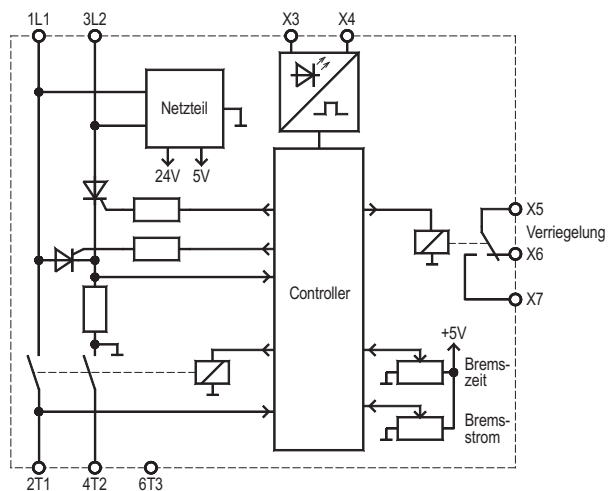 1L1 3L2 X3 X4
Netzteil
24V 5V
X5
Verriegelung
X6
Controller
X7
+5V
Brems-
zeit
Brems-
strom
2T1 4T2 6T3